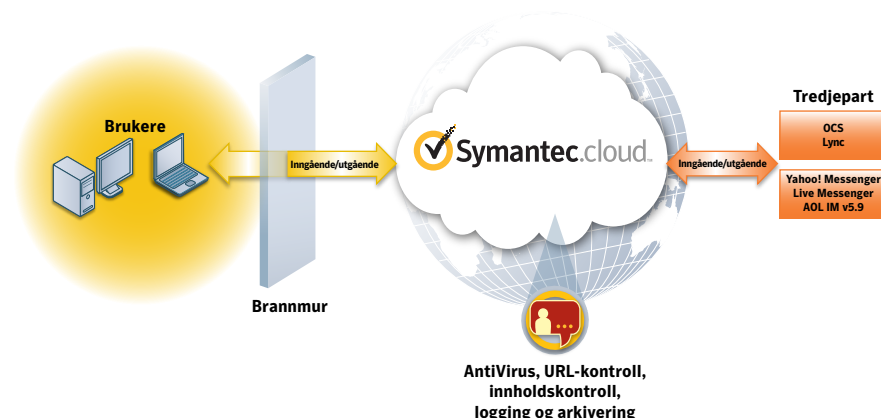 Brukere
Inngående/utgående
Brannmur
Symantec.cloud™
Inngående/utgående
Tredjepart
OCS
Lync
Yahoo! Messenger
Live Messenger
AOL IM v5.9
AntiVirus, URL-kontroll,
innholdskontroll,
logging og arkivering